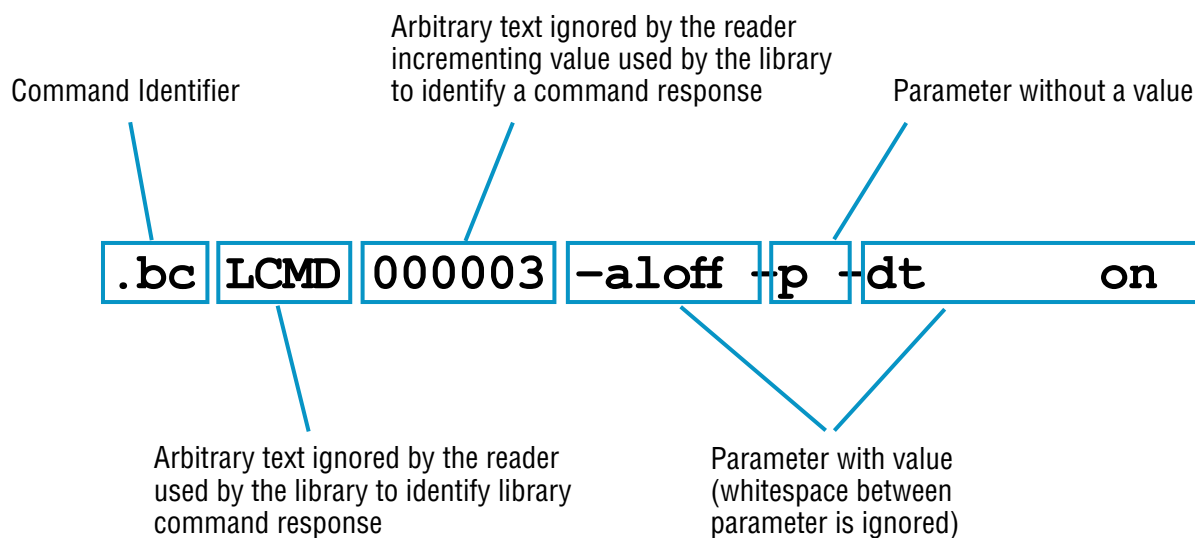 Arbitrary text ignored by the reader
incrementing value used by the library
to identify a command response
Command Identifier
Parameter without a value
.bc LCMD 000003 -aloff -p -dt on
Arbitrary text ignored by the reader
used by the library to identify library
command response
Parameter with value
(whitespace between
parameter is ignored)